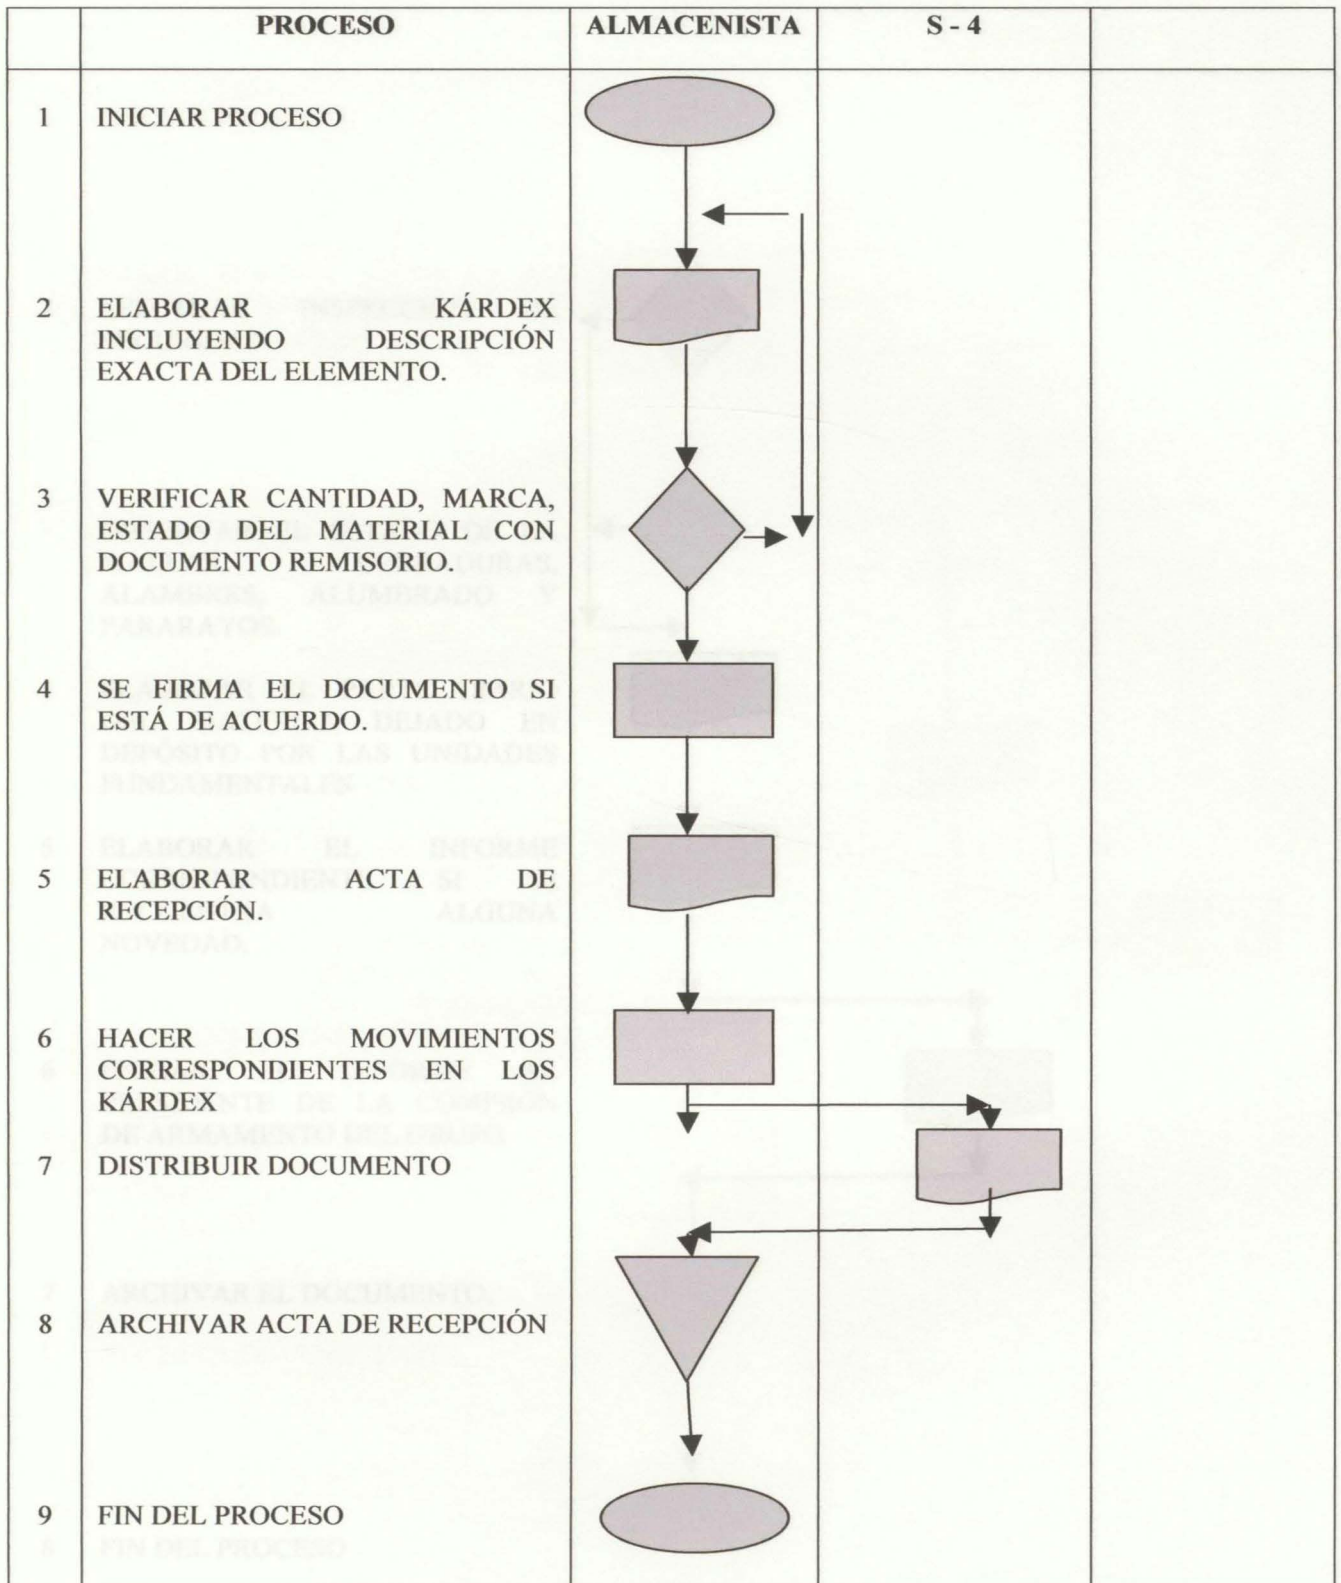 PROCESO ALMACENISTA S - 4
1 INICIAR PROCESO
2 ELABORAR KÁRDEX
INCLUYENDO DESCRIPCIÓN
EXACTA DEL ELEMENTO.
3 VERIFICAR CANTIDAD, MARCA,
ESTADO DEL MATERIAL CON
DOCUMENTO REMISORIO.
4 SE FIRMA EL DOCUMENTO SI
ESTÁ DE ACUERDO.
5 ELABORAR ACTA DE
RECEPCIÓN.
6 HACER LOS MOVIMIENTOS
CORRESPONDIENTES EN LOS
KÁRDEX
7 DISTRIBUIR DOCUMENTO
8 ARCHIVAR ACTA DE RECEPCIÓN
9 FIN DEL PROCESO